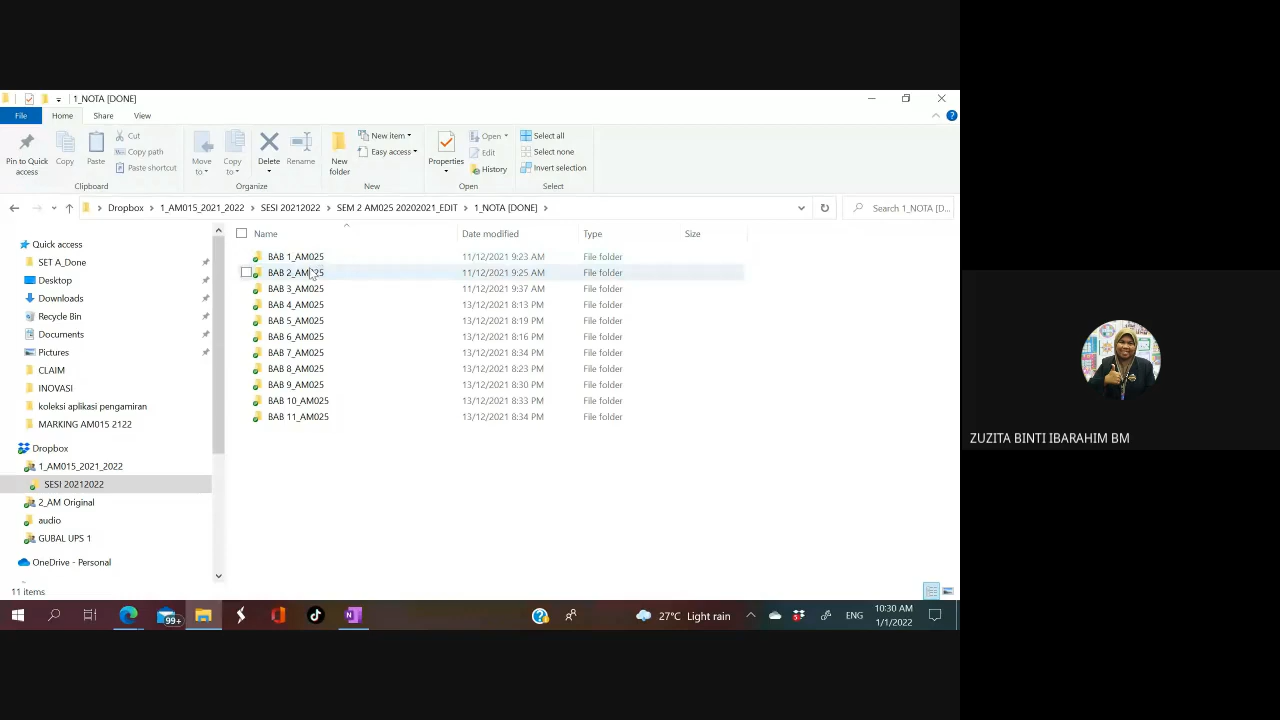 1_NOTA [DONE]
File Home Share View
Pin to Quick access
Copy
Paste
Cut
Copy path
Paste shortcut
Clipboard
Move to
Copy to
Delete
Rename
Organize
New folder
New item
Easy access
New
Properties
Open
Edit
History
Open
Select all
Select none
Invert selection
Select
Dropbox > 1_AM015_2021_2022 > SESI 20212022 > SEM 2 AM025 20202021_EDIT > 1_NOTA [DONE] >
Search 1_NOTA [D...
Quick access
SET A_Done
Desktop
Downloads
Recycle Bin
Documents
Pictures
CLAIM
INOVASI
koleksi aplikasi pengamiran
MARKING AM015 2122
Dropbox
1_AM015_2021_2022
SESI 20212022
2_AM Original
audio
GUBAL UPS 1
OneDrive - Personal
Name Date modified Type Size
BAB 1_AM025 11/12/2021 9:23 AM File folder
BAB 2_AM025 11/12/2021 9:25 AM File folder
BAB 3_AM025 11/12/2021 9:37 AM File folder
BAB 4_AM025 13/12/2021 8:13 PM File folder
BAB 5_AM025 13/12/2021 8:19 PM File folder
BAB 6_AM025 13/12/2021 8:16 PM File folder
BAB 7_AM025 13/12/2021 8:34 PM File folder
BAB 8_AM025 13/12/2021 8:23 PM File folder
BAB 9_AM025 13/12/2021 8:30 PM File folder
BAB 10_AM025 13/12/2021 8:33 PM File folder
BAB 11_AM025 13/12/2021 8:34 PM File folder
11 items
99+
27°C Light rain
ENG
10:30 AM
1/1/2022
ZUZITA BINTI IBARAHIM BM